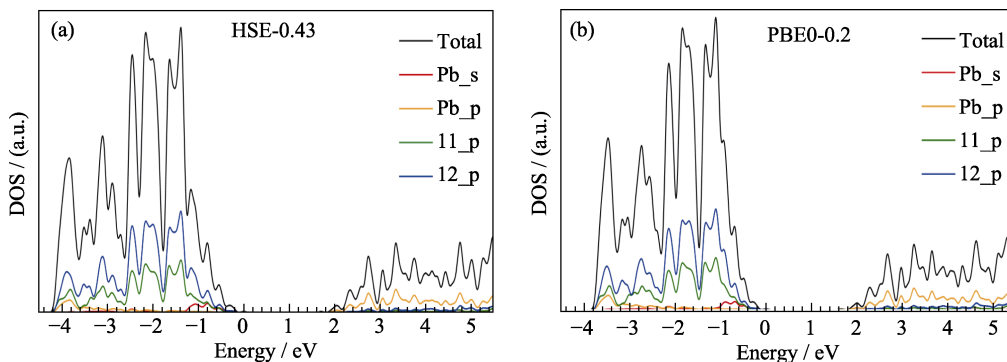 (a)
HSE-0.43
Total
Pb_s
Pb_p
11_p
12_p
DOS / (a.u.)
−4 −3 −2 −1 0 1 2 3 4 5
Energy / eV
(b)
PBE0-0.2
Total
Pb_s
Pb_p
11_p
12_p
DOS / (a.u.)
−4 −3 −2 −1 0 1 2 3 4 5
Energy / eV